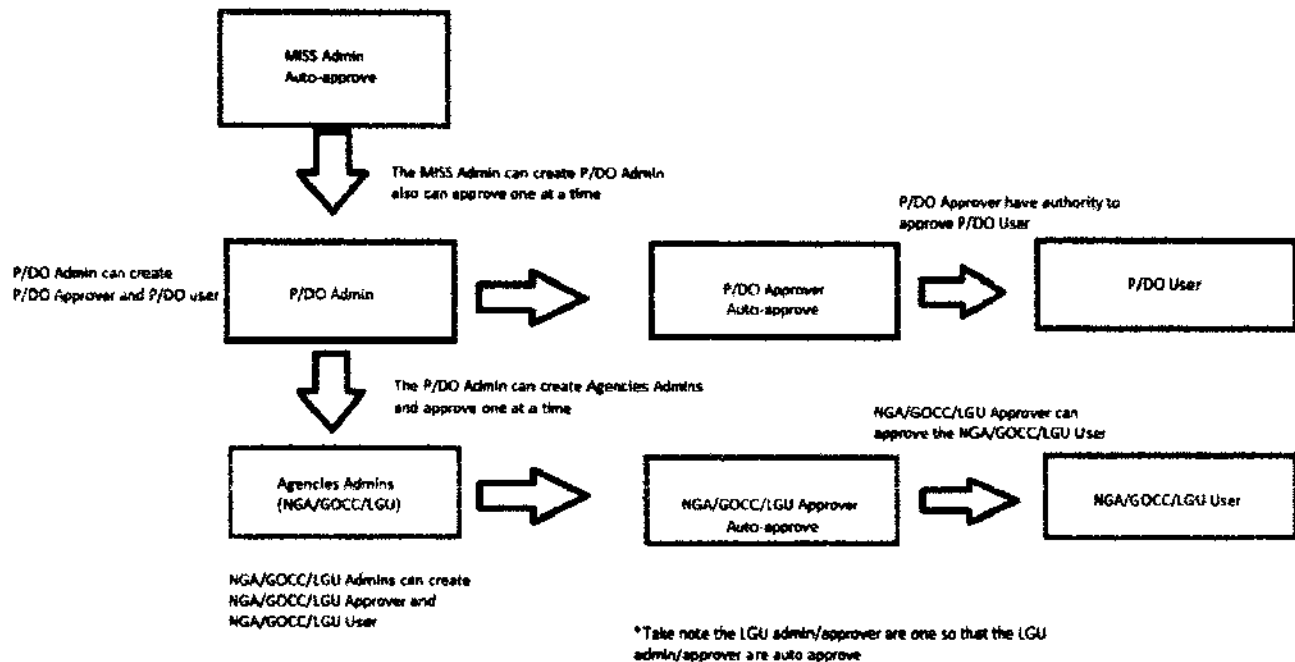 MISS Admin
Auto-approve
The MISS Admin can create P/DO Admin
also can approve one at a time
P/DO Approver have authority to
approve P/DO User
P/DO Admin can create
P/DO Approver and P/DO user
P/DO Admin
P/DO Approver
Auto-approve
P/DO User
The P/DO Admin can create Agencies Admins
and approve one at a time
NGA/GOCC/LGU Approver can
approve the NGA/GOCC/LGU User
Agencies Admins
(NGA/GOCC/LGU)
NGA/GOCC/LGU Approver
Auto-approve
NGA/GOCC/LGU User
NGA/GOCC/LGU Admins can create
NGA/GOCC/LGU Approver and
NGA/GOCC/LGU User
*Take note the LGU admin/approver are one so that the LGU
admin/approver are auto approve